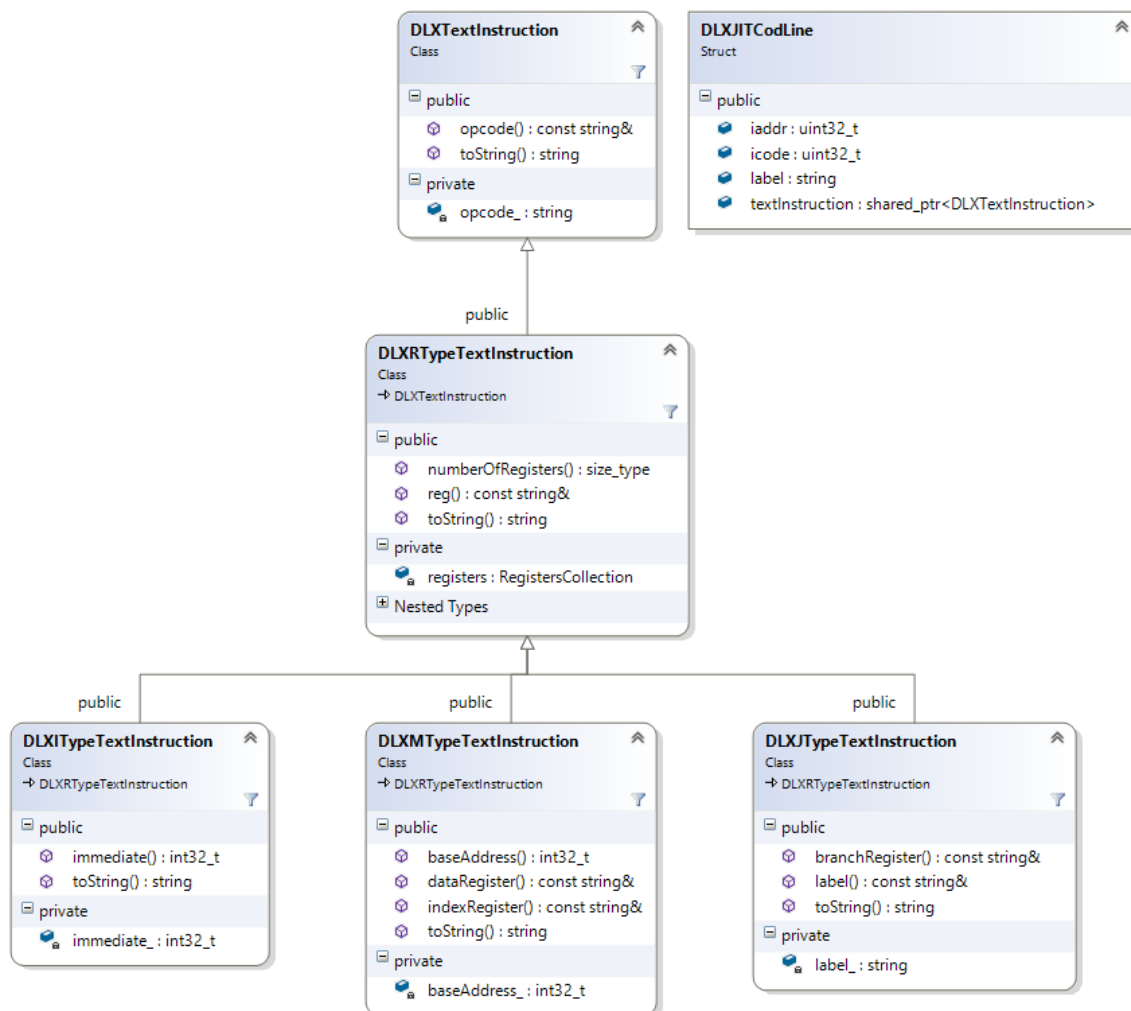 DLXTextInstruction
Class
public
opcode() : const string&
toString() : string
private
opcode_ : string
DLXJITCodLine
Struct
public
iaddr : uint32_t
icode : uint32_t
label : string
textInstruction : shared_ptr<DLXTextInstruction>
public
DLXRTypeTextInstruction
Class
DLXTextInstruction
public
numberOfRegisters() : size_type
reg() : const string&
toString() : string
private
registers : RegistersCollection
Nested Types
public
DLXITypeTextInstruction
Class
DLXRTypeTextInstruction
public
immediate() : int32_t
toString() : string
private
immediate_ : int32_t
public
DLXMTypeTextInstruction
Class
DLXRTypeTextInstruction
public
baseAddress() : int32_t
dataRegister() : const string&
indexRegister() : const string&
toString() : string
private
baseAddress_ : int32_t
public
DLXJTypeTextInstruction
Class
DLXRTypeTextInstruction
public
branchRegister() : const string&
label() : const string&
toString() : string
private
label_ : string